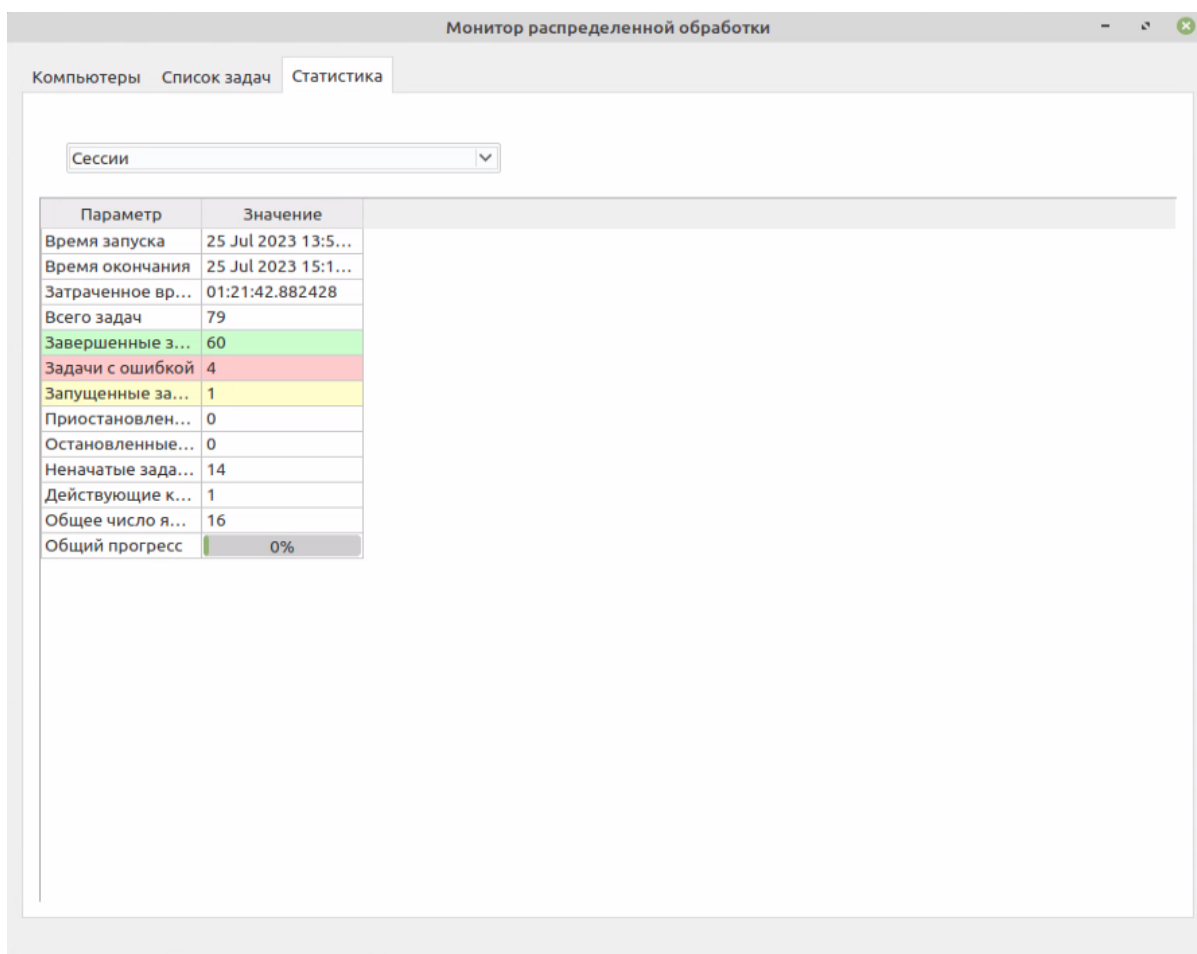 Монитор распределенной обработки
Компьютеры Список задач Статистика
Сессии
Параметр Значение
Время запуска 25 Jul 2023 13:5...
Время окончания 25 Jul 2023 15:1...
Затраченное вр... 01:21:42.882428
Всего задач 79
Завершенные з... 60
Задачи с ошибкой 4
Запущенные за... 1
Приостановлен... 0
Остановленные... 0
Неначатые зада... 14
Действующие к... 1
Общее число я... 16
Общий прогресс 0%